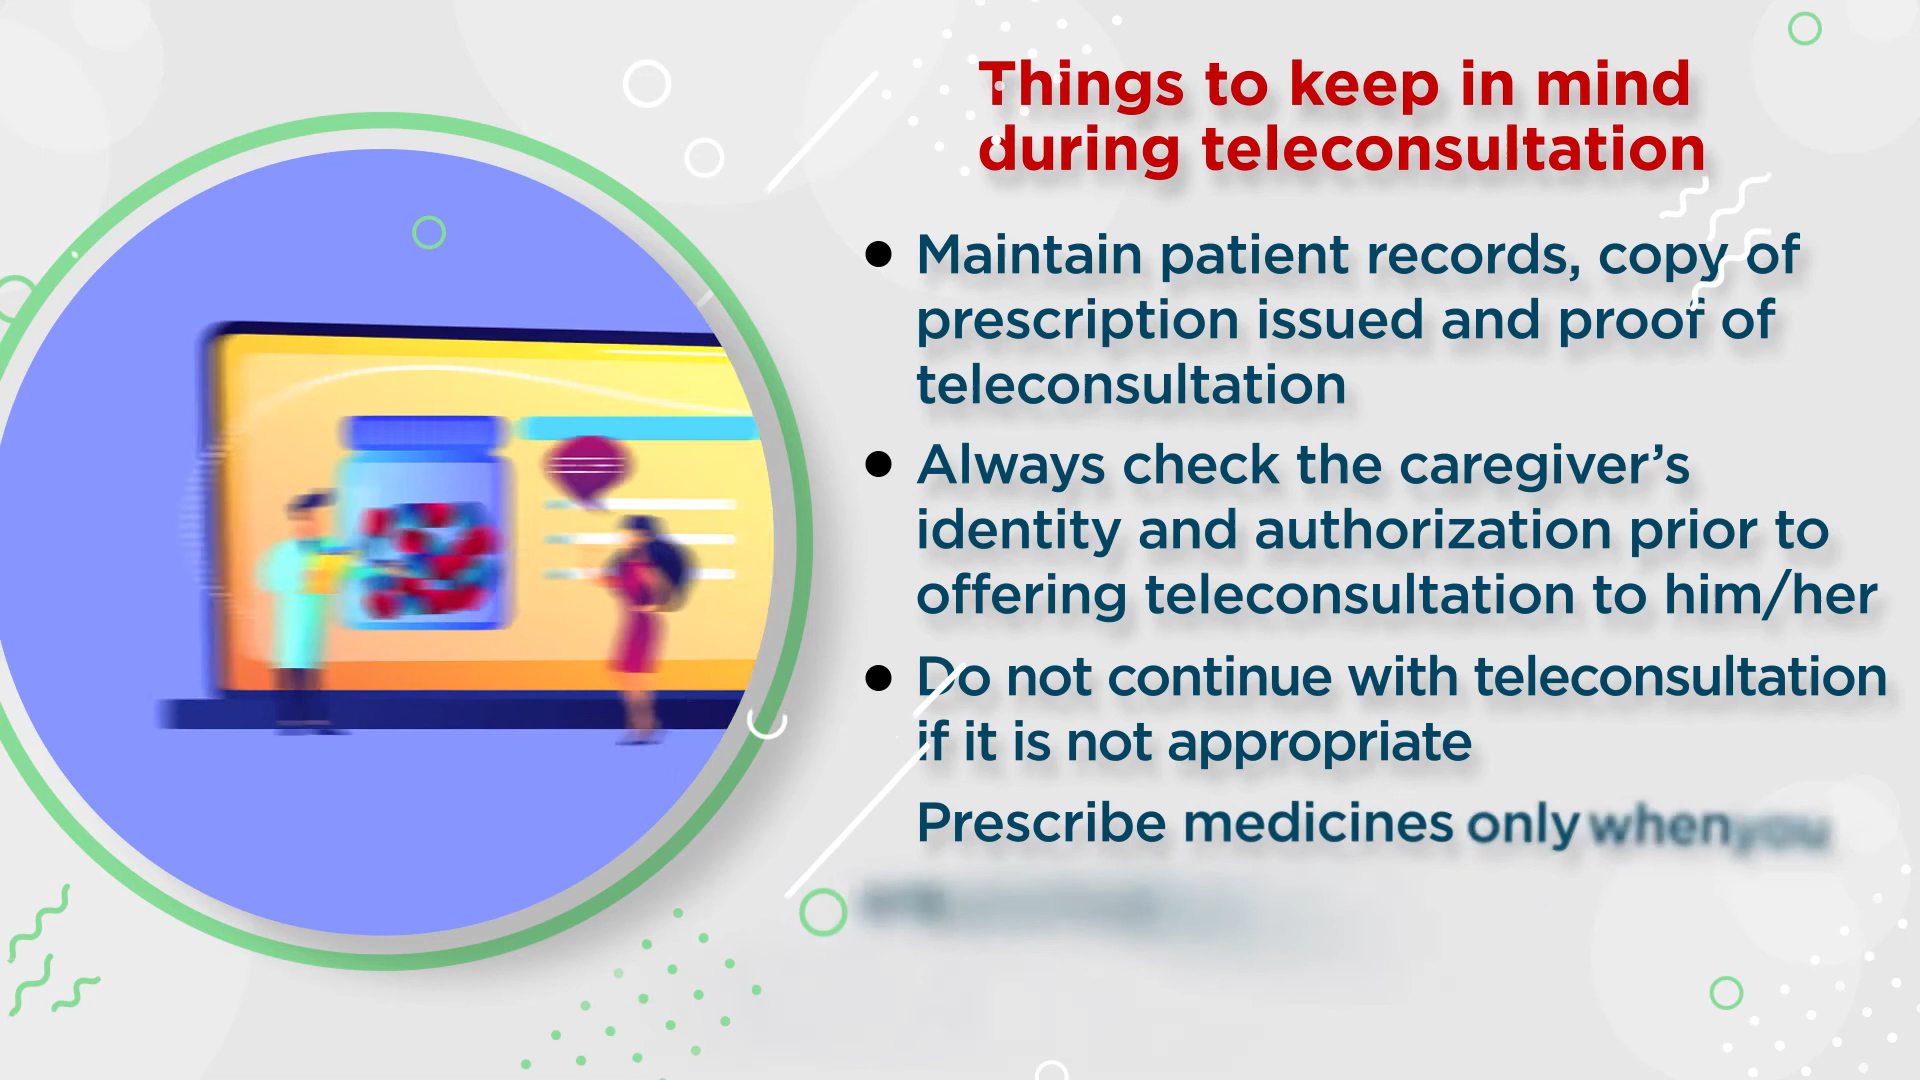 Things to keep in mind
during teleconsultation
● Maintain patient records, copy of
prescription issued and proof of
teleconsultation
● Always check the caregiver’s
identity and authorization prior to
offering teleconsultation to him/her
● Do not continue with teleconsultation
if it is not appropriate
Prescribe medicines only when you